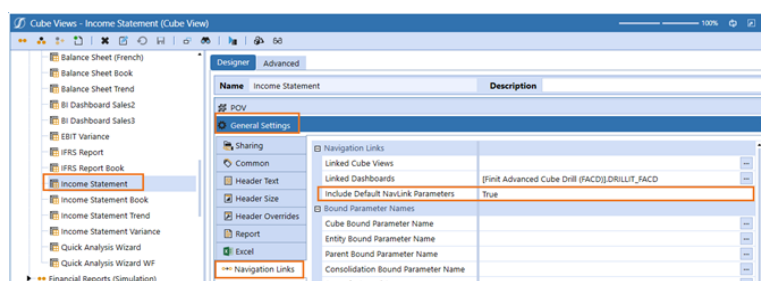 Cube Views - Income Statement (Cube View)
100%
Balance Sheet (French)
Balance Sheet Book
Balance Sheet Trend
BI Dashboard Sales2
BI Dashboard Sales3
EBIT Variance
IFRS Report
IFRS Report Book
Income Statement
Income Statement Book
Income Statement Trend
Income Statement Variance
Quick Analysis Wizard
Quick Analysis Wizard WF
Financial Reports (Simulation)
Designer Advanced
Name Income Statement Description
POV
General Settings
Sharing
Common
Header Text
Header Size
Header Overrides
Report
Excel
Navigation Links
Navigation Links
Linked Cube Views
Linked Dashboards [Finit Advanced Cube Drill (FACD)].DRILLIT_FACD
Include Default NavLink Parameters True
Bound Parameter Names
Cube Bound Parameter Name
Entity Bound Parameter Name
Parent Bound Parameter Name
Consolidation Bound Parameter Name